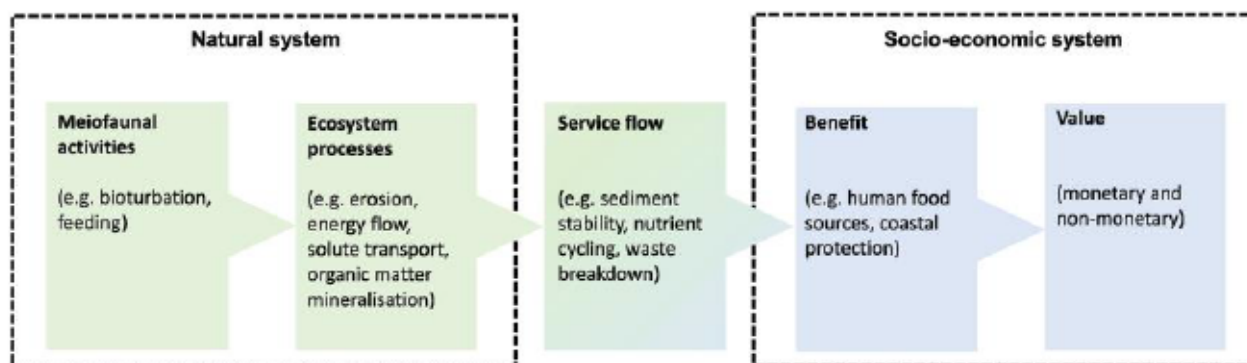 Natural system
Socio-economic system
Meiofaunal
activities
(e.g. bioturbation,
feeding)
Ecosystem
processes
(e.g. erosion,
energy flow,
solute transport,
organic matter
mineralisation)
Service flow
(e.g. sediment
stability, nutrient
cycling, waste
breakdown)
Benefit
(e.g. human food
sources, coastal
protection)
Value
(monetary and
non-monetary)